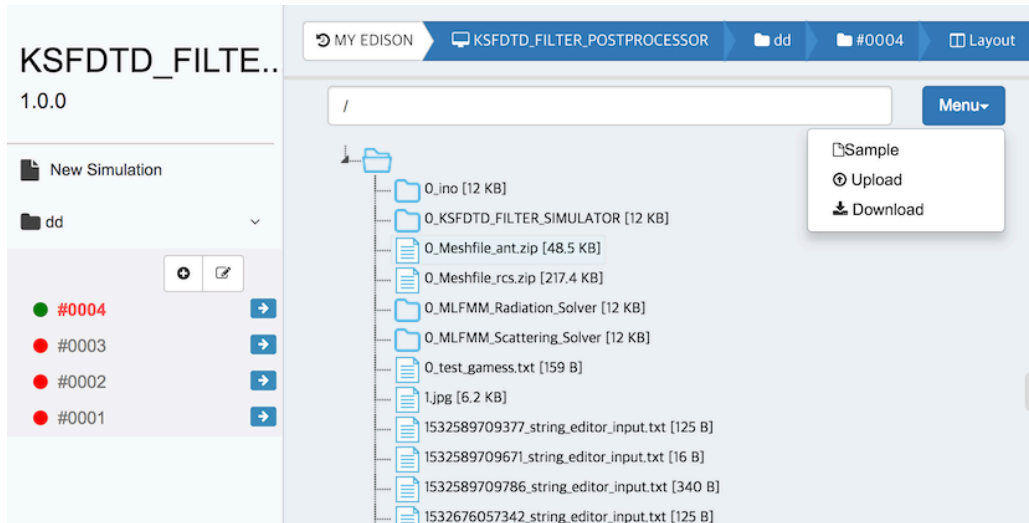 KSFDTD_FILTE..
1.0.0
New Simulation
dd
#0004
#0003
#0002
#0001
MY EDISON
KSFDTD_FILTER_POSTPROCESSOR
dd
#0004
Layout
/
Menu
Sample
Upload
Download
0_ino [12 KB]
0_KSFDTD_FILTER_SIMULATOR [12 KB]
0_Meshfile_ant.zip [48.5 KB]
0_Meshfile_rcs.zip [217.4 KB]
0_MLFMM_Radiation_Solver [12 KB]
0_MLFMM_Scattering_Solver [12 KB]
0_test_gamess.txt [159 B]
1.jpg [6.2 KB]
1532589709377_string_editor_input.txt [125 B]
1532589709671_string_editor_input.txt [16 B]
1532589709786_string_editor_input.txt [340 B]
1532676057342_string_editor_input.txt [125 B]